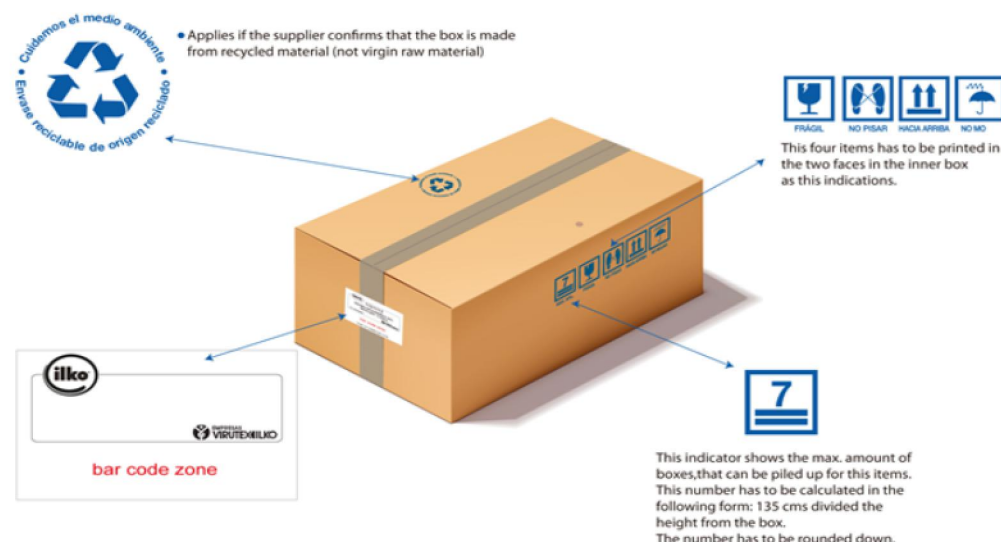 Cuidemos el medio ambiente
• Envase reciclable de origen reciclado •
• Applies if the supplier confirms that the box is made
from recycled material (not virgin raw material)
FRÁGIL NO PISAR HACIA ARRIBA NO MO
This four items has to be printed in
the two faces in the inner box
as this indications.
7
ilko
EMPRESAS
VIRUTEX ILKO
bar code zone
7
This indicator shows the max. amount of
boxes,that can be piled up for this items.
This number has to be calculated in the
following form: 135 cms divided the
height from the box.
The number has to be rounded down.